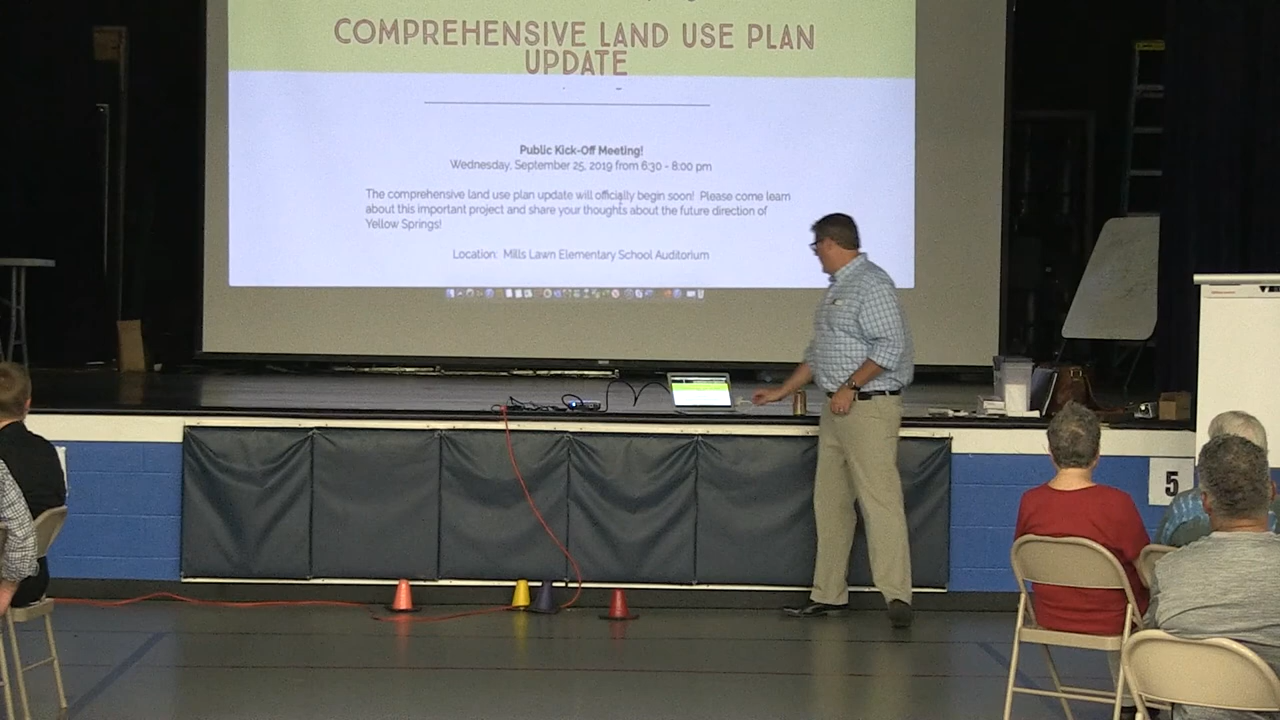 COMPREHENSIVE LAND USE PLAN
UPDATE
Public Kick-Off Meeting!
Wednesday, September 25, 2019 from 6:30 - 8:00 pm
The comprehensive land use plan update will officially begin soon! Please come learn
about this important project and share your thoughts about the future direction of
Yellow Springs!
Location: Mills Lawn Elementary School Auditorium
5